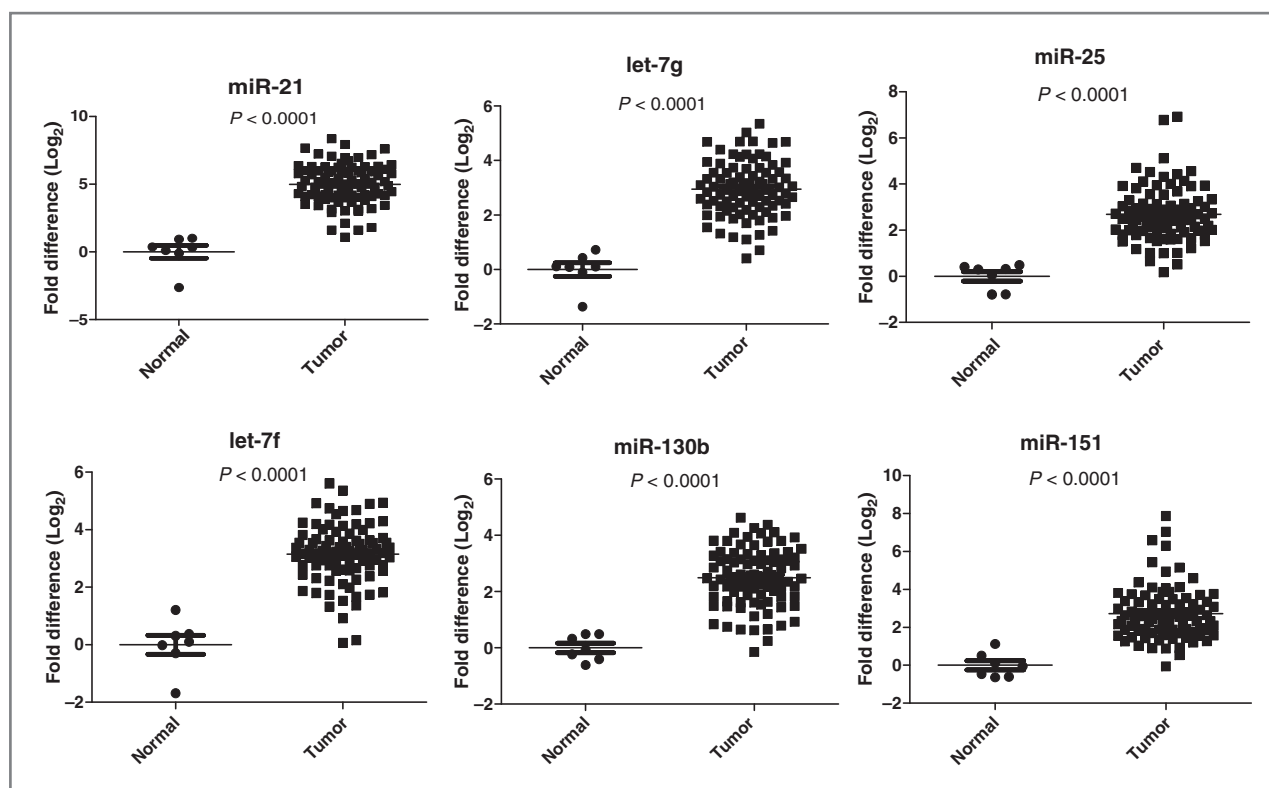 miR-21
P < 0.0001
Fold difference (Log₂)
10
5
0
–5
Normal
Tumor
let-7g
P < 0.0001
Fold difference (Log₂)
6
4
2
0
–2
Normal
Tumor
miR-25
P < 0.0001
Fold difference (Log₂)
8
6
4
2
0
–2
Normal
Tumor
let-7f
P < 0.0001
Fold difference (Log₂)
6
4
2
0
–2
Normal
Tumor
miR-130b
P < 0.0001
Fold difference (Log₂)
6
4
2
0
–2
Normal
Tumor
miR-151
P < 0.0001
Fold difference (Log₂)
10
8
6
4
2
0
–2
Normal
Tumor